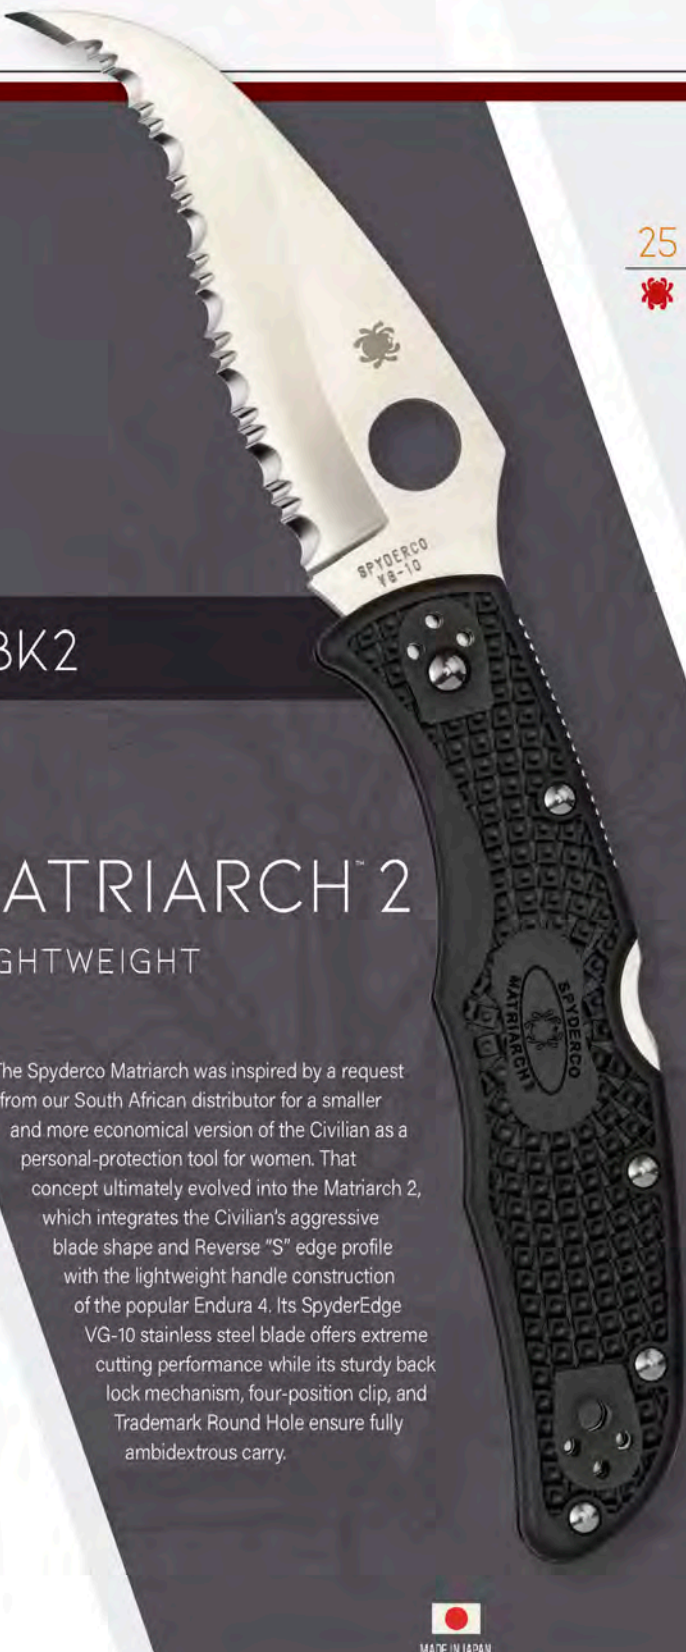 25
SPYDERCO
VG-10
BK2
ATRIARCH™ 2
GHTWEIGHT
SPYDERCO
MATRIARCH
The Spyderco Matriarch was inspired by a request
from our South African distributor for a smaller
and more economical version of the Civilian as a
personal-protection tool for women. That
concept ultimately evolved into the Matriarch 2,
which integrates the Civilian's aggressive
blade shape and Reverse “S” edge profile
with the lightweight handle construction
of the popular Endura 4. Its SpyderEdge
VG-10 stainless steel blade offers extreme
cutting performance while its sturdy back
lock mechanism, four-position clip, and
Trademark Round Hole ensure fully
ambidextrous carry.
MADE IN JAPAN